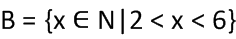 B = {x ∈ N|2 < x < 6}